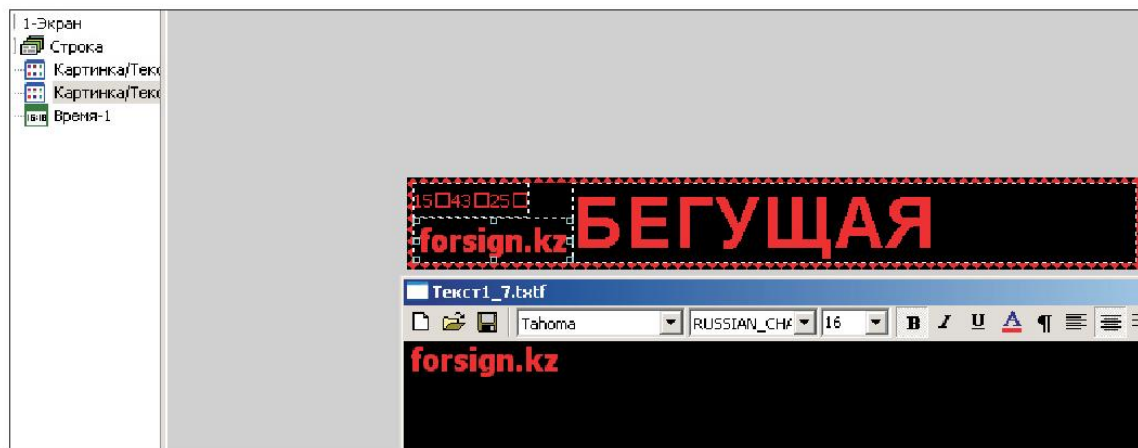 1-Экран
Строка
Картинка/Текс
Картинка/Текс
Время-1
15□43□25□
forsign.kz
БЕГУЩАЯ
Текст1_7.txtf
Tahoma RUSSIAN_CHA 16 B I U A ¶
forsign.kz